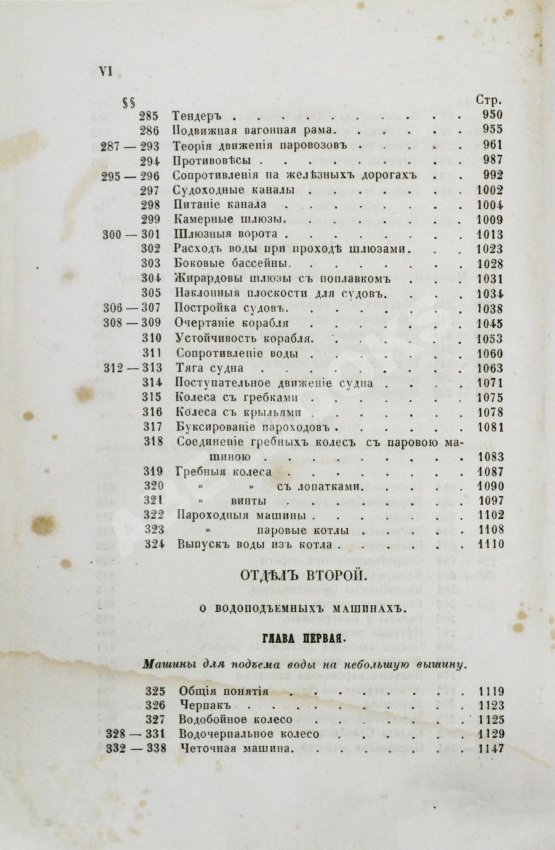 VI
§§ Стр.
285 Тендеръ . . . . . . . . 950
286 Подвижная вагонная рама. . . . . 955
287 — 293 Теорія движенія паровозовъ . . . . 961
294 Противовѣсы . . . . . . . 987
295 — 296 Сопротивленія на желѣзныхъ дорогахъ . . 992
297 Судоходные каналы . . . . . . 1002
298 Питаніе канала . . . . . . 1004
299 Камерные шлюзы. . . . . . . 1009
300 — 301 Шлюзныя ворота . . . . . . 1013
302 Расходъ воды при проходѣ шлюзами. . . 1023
303 Боковые бассейны. . . . . . . 1028
304 Жирардовы шлюзы съ поплавкомъ . . . 1031
305 Наклонныя плоскости для судовъ. . . . 1034
306 — 307 Постройка судовъ. . . . . . . 1038
308 — 309 Очертаніе корабля . . . . . . 1045
310 Устойчивость корабля. . . . . . 1053
311 Сопротивленіе воды . . . . . . 1060
312 — 313 Тяга судна . . . . . . . 1063
314 Поступательное движеніе судна . . . . 1071
315 Колеса съ гребками . . . . . . 1075
316 Колеса съ крыльями . . . . . . 1078
317 Буксированіе пароходовъ . . . . . 1081
318 Соединеніе гребныхъ колесъ съ паровою ма-
шиною . . . . . . . . 1083
319 Гребныя колеса . . . . . . 1087
320 » » съ лопатками. . . . 1090
321 » винты . . . . . . 1097
322 Пароходныя машины . . . . . . 1102
323 » паровые котлы . . . . 1108
324 Выпускъ воды изъ котла . . . . . 1110
ОТДѢЛЪ ВТОРОЙ.
О ВОДОПОДЪЕМНЫХЪ МАШИНАХЪ.
ГЛАВА ПЕРВАЯ.
Машины для подъема воды на небольшую вышину.
325 Общія понятія . . . . . . 1119
326 Черпакъ . . . . . . . . 1123
327 Водобойное колесо . . . . . . 1125
328 — 331 Водочерпальное колесо . . . . . 1129
332 — 338 Четочная машина. . . . . . . 1147